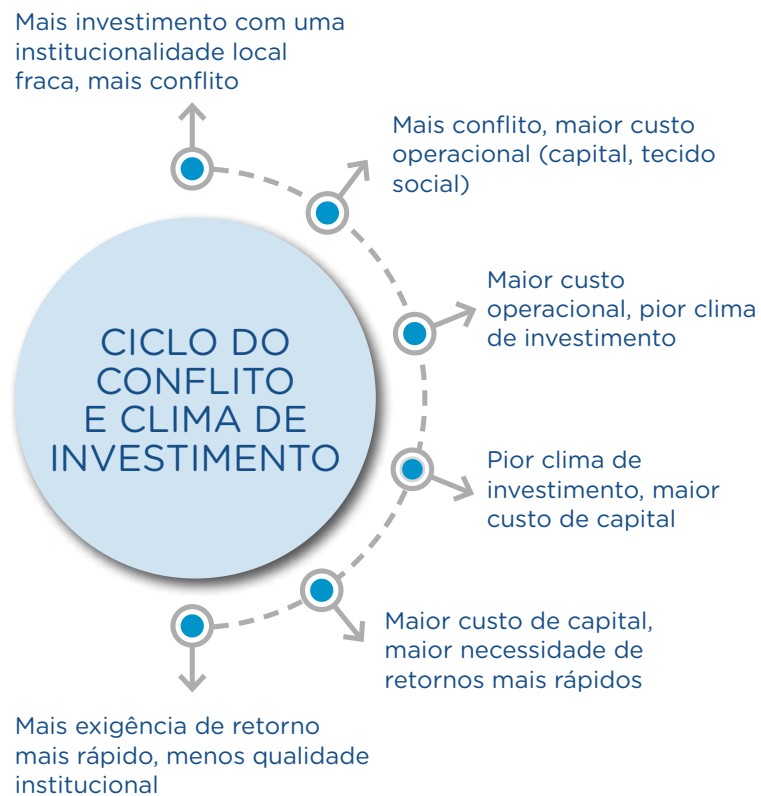 Mais investimento com uma
institucionalidade local
fraca, mais conflito
Mais conflito, maior custo
operacional (capital, tecido
social)
Maior custo
operacional, pior clima
de investimento
CICLO DO
CONFLITO
E CLIMA DE
INVESTIMENTO
Pior clima de
investimento, maior
custo de capital
Maior custo de capital,
maior necessidade de
retornos mais rápidos
Mais exigência de retorno
mais rápido, menos qualidade
institucional